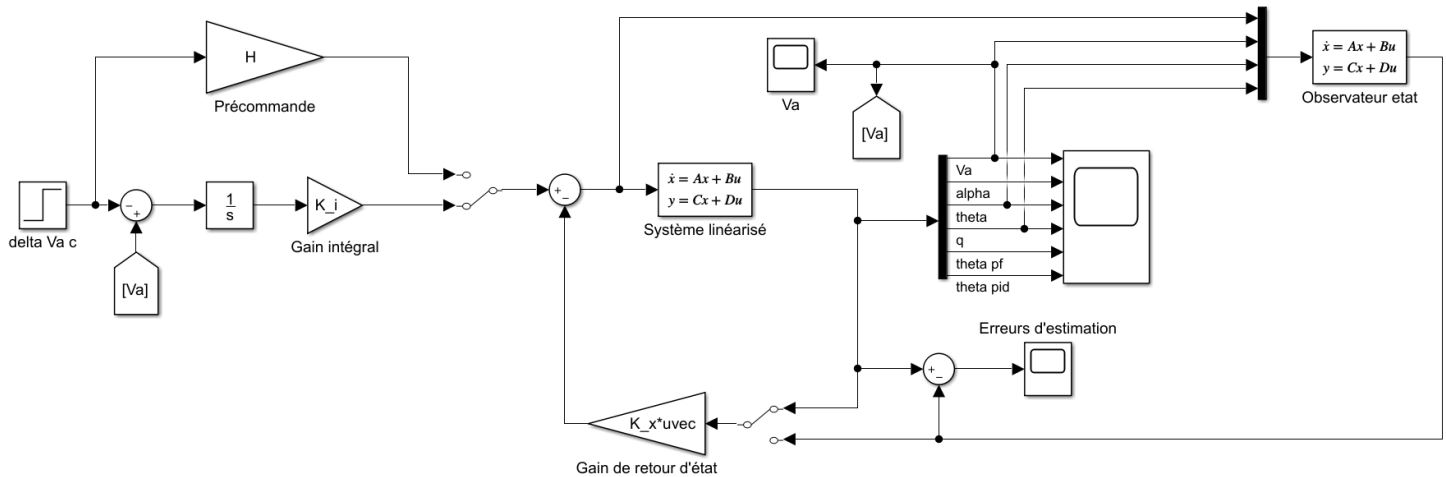 H
Précommande
delta Va c
[Va]
1
s
K_i
Gain intégral
ẋ = Ax + Bu
y = Cx + Du
Système linéarisé
Va
[Va]
Va
alpha
theta
q
theta pf
theta pid
ẋ = Ax + Bu
y = Cx + Du
Observateur etat
Erreurs d'estimation
K_x*uvec
Gain de retour d'état